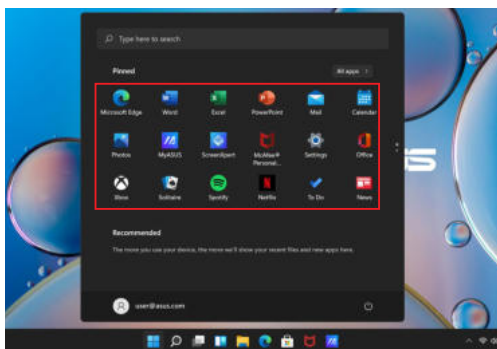 Type here to search
Pinned
All apps >
Microsoft Edge Word Excel PowerPoint Mail Calendar
Photos MyASUS ScreenXpert McAfee® Personal... Settings Office
Xbox Solitaire Spotify Netflix To Do News
Recommended
The more you use your device, the more we'll show your recent files and new apps here.
user@asus.com